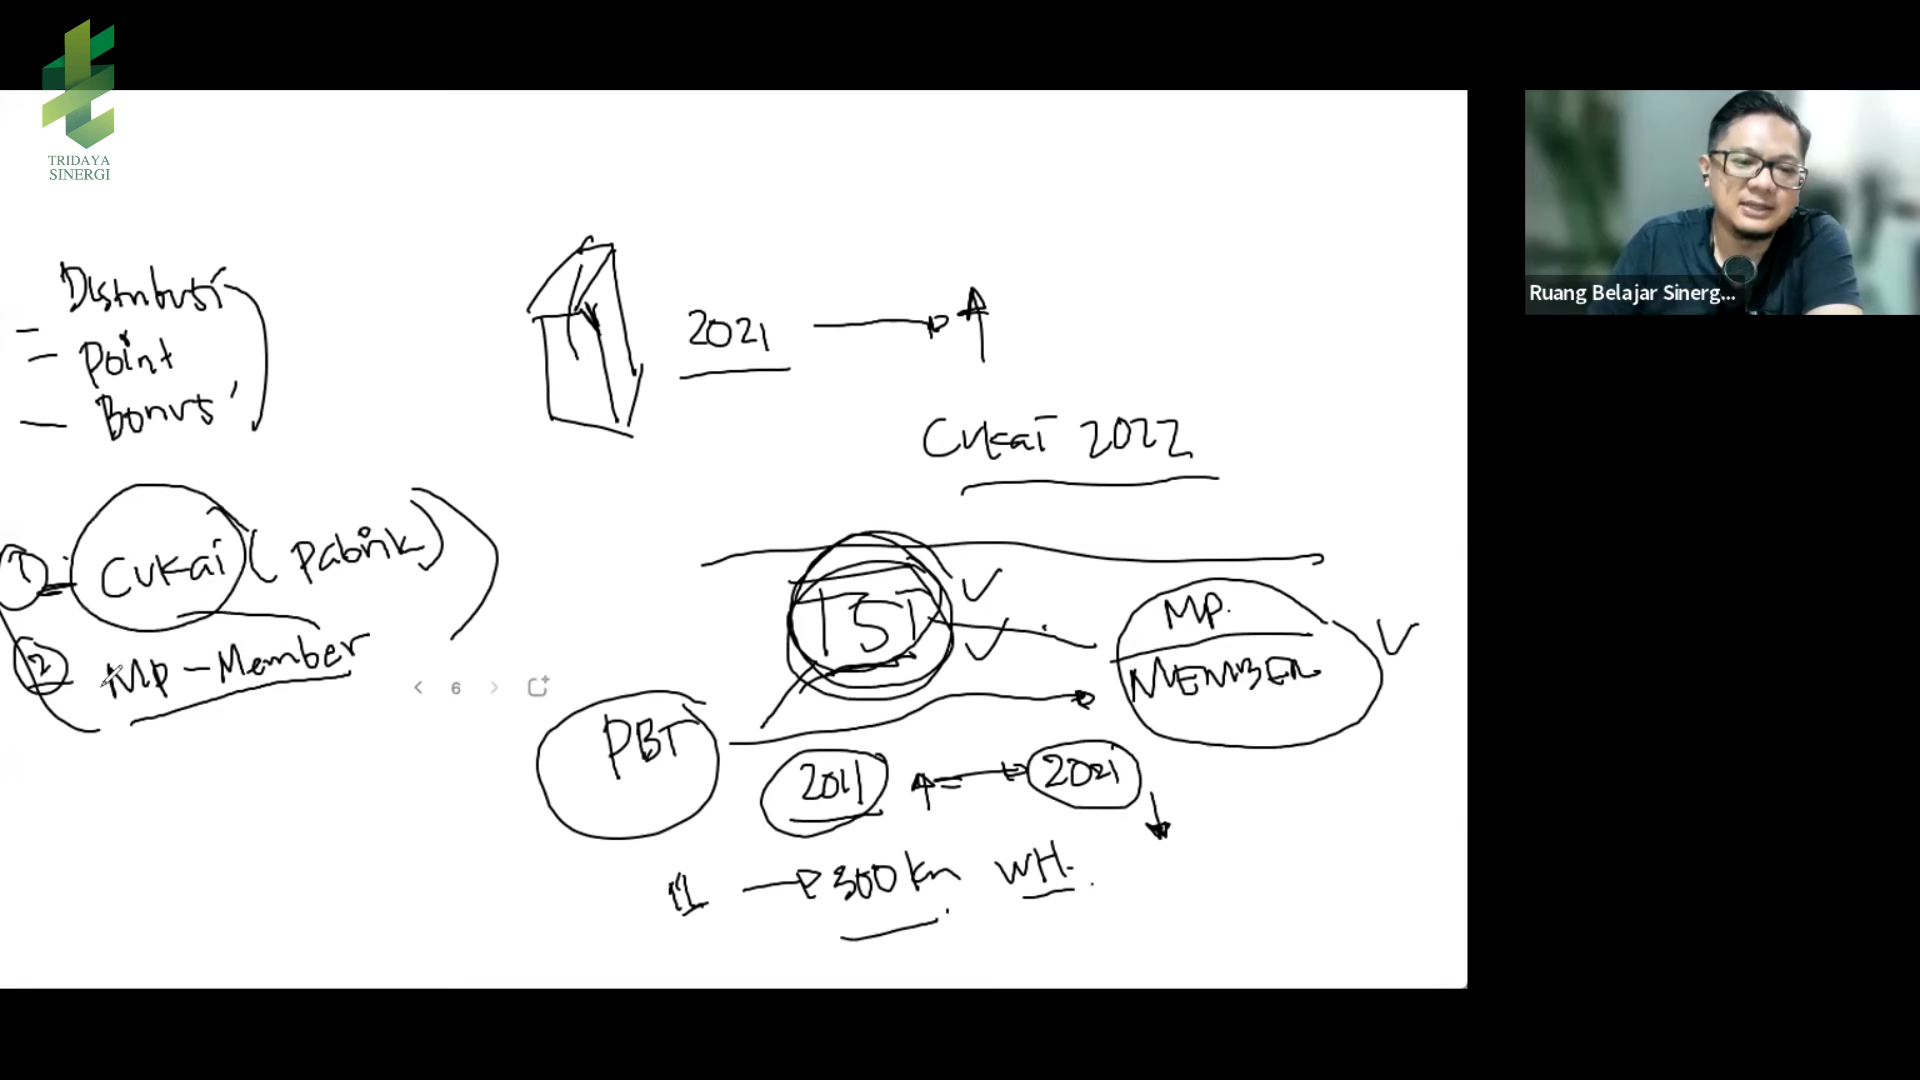 TRIDAYA
SINERGI
Distribusi
- Point
- Bonus
① - Cukai (Pabrik)
② MP - Member
2021
Cukai 2022
TST
MP.
MEMBER
PBT
2011
2021
300 km WH.
6
Ruang Belajar Sinerg...